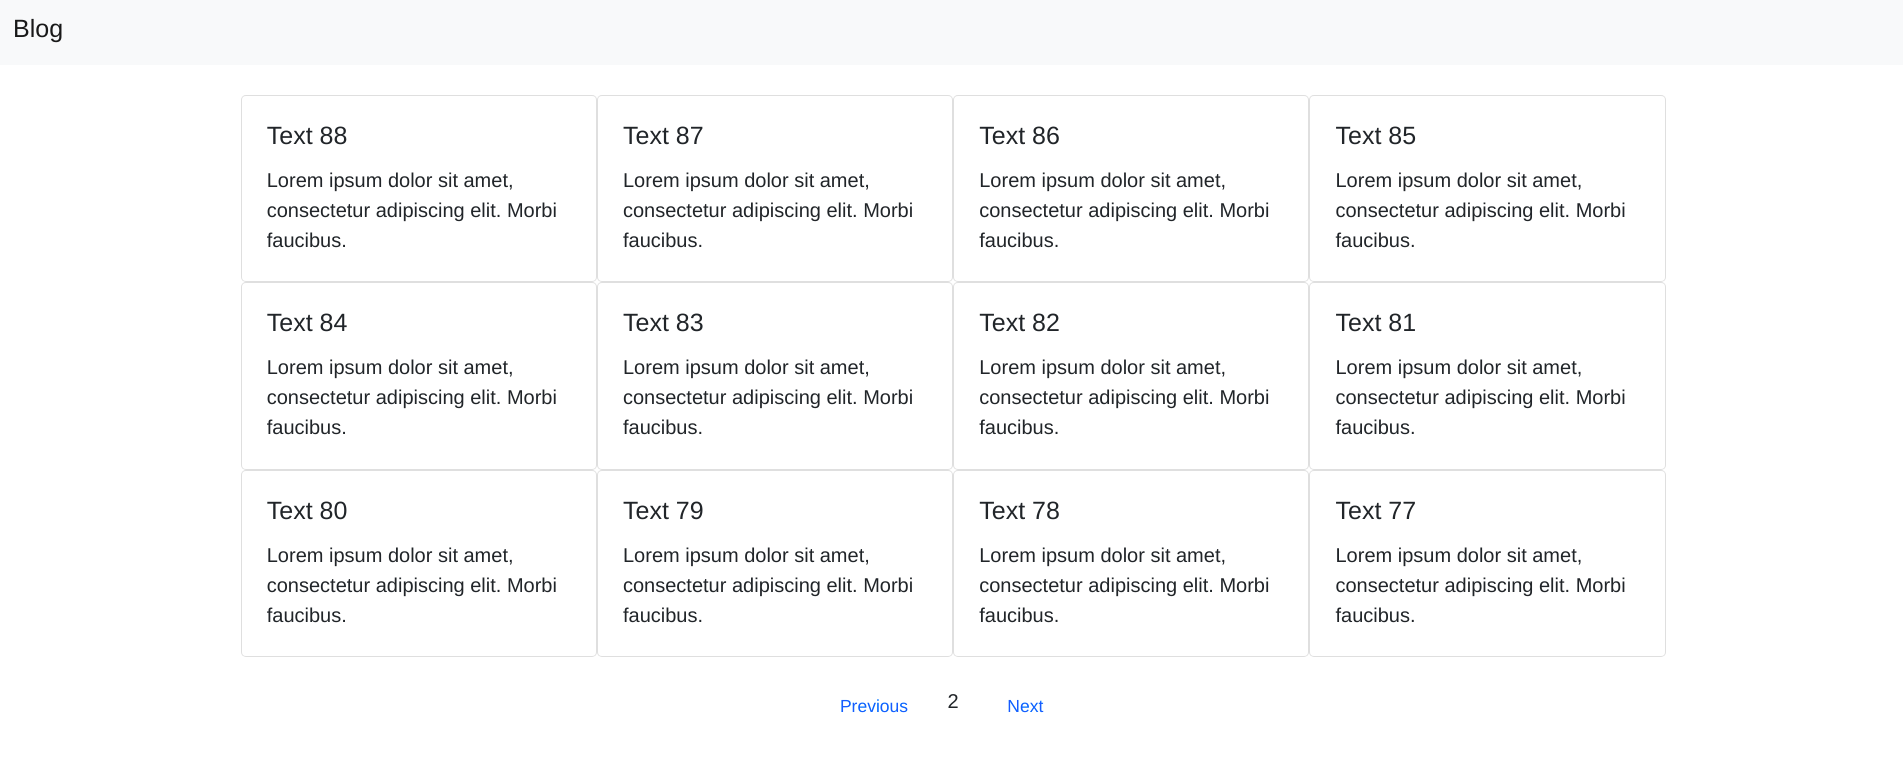 Blog
Text 88
Lorem ipsum dolor sit amet,
consectetur adipiscing elit. Morbi
faucibus.
Text 87
Lorem ipsum dolor sit amet,
consectetur adipiscing elit. Morbi
faucibus.
Text 86
Lorem ipsum dolor sit amet,
consectetur adipiscing elit. Morbi
faucibus.
Text 85
Lorem ipsum dolor sit amet,
consectetur adipiscing elit. Morbi
faucibus.
Text 84
Lorem ipsum dolor sit amet,
consectetur adipiscing elit. Morbi
faucibus.
Text 83
Lorem ipsum dolor sit amet,
consectetur adipiscing elit. Morbi
faucibus.
Text 82
Lorem ipsum dolor sit amet,
consectetur adipiscing elit. Morbi
faucibus.
Text 81
Lorem ipsum dolor sit amet,
consectetur adipiscing elit. Morbi
faucibus.
Text 80
Lorem ipsum dolor sit amet,
consectetur adipiscing elit. Morbi
faucibus.
Text 79
Lorem ipsum dolor sit amet,
consectetur adipiscing elit. Morbi
faucibus.
Text 78
Lorem ipsum dolor sit amet,
consectetur adipiscing elit. Morbi
faucibus.
Text 77
Lorem ipsum dolor sit amet,
consectetur adipiscing elit. Morbi
faucibus.
Previous 2 Next